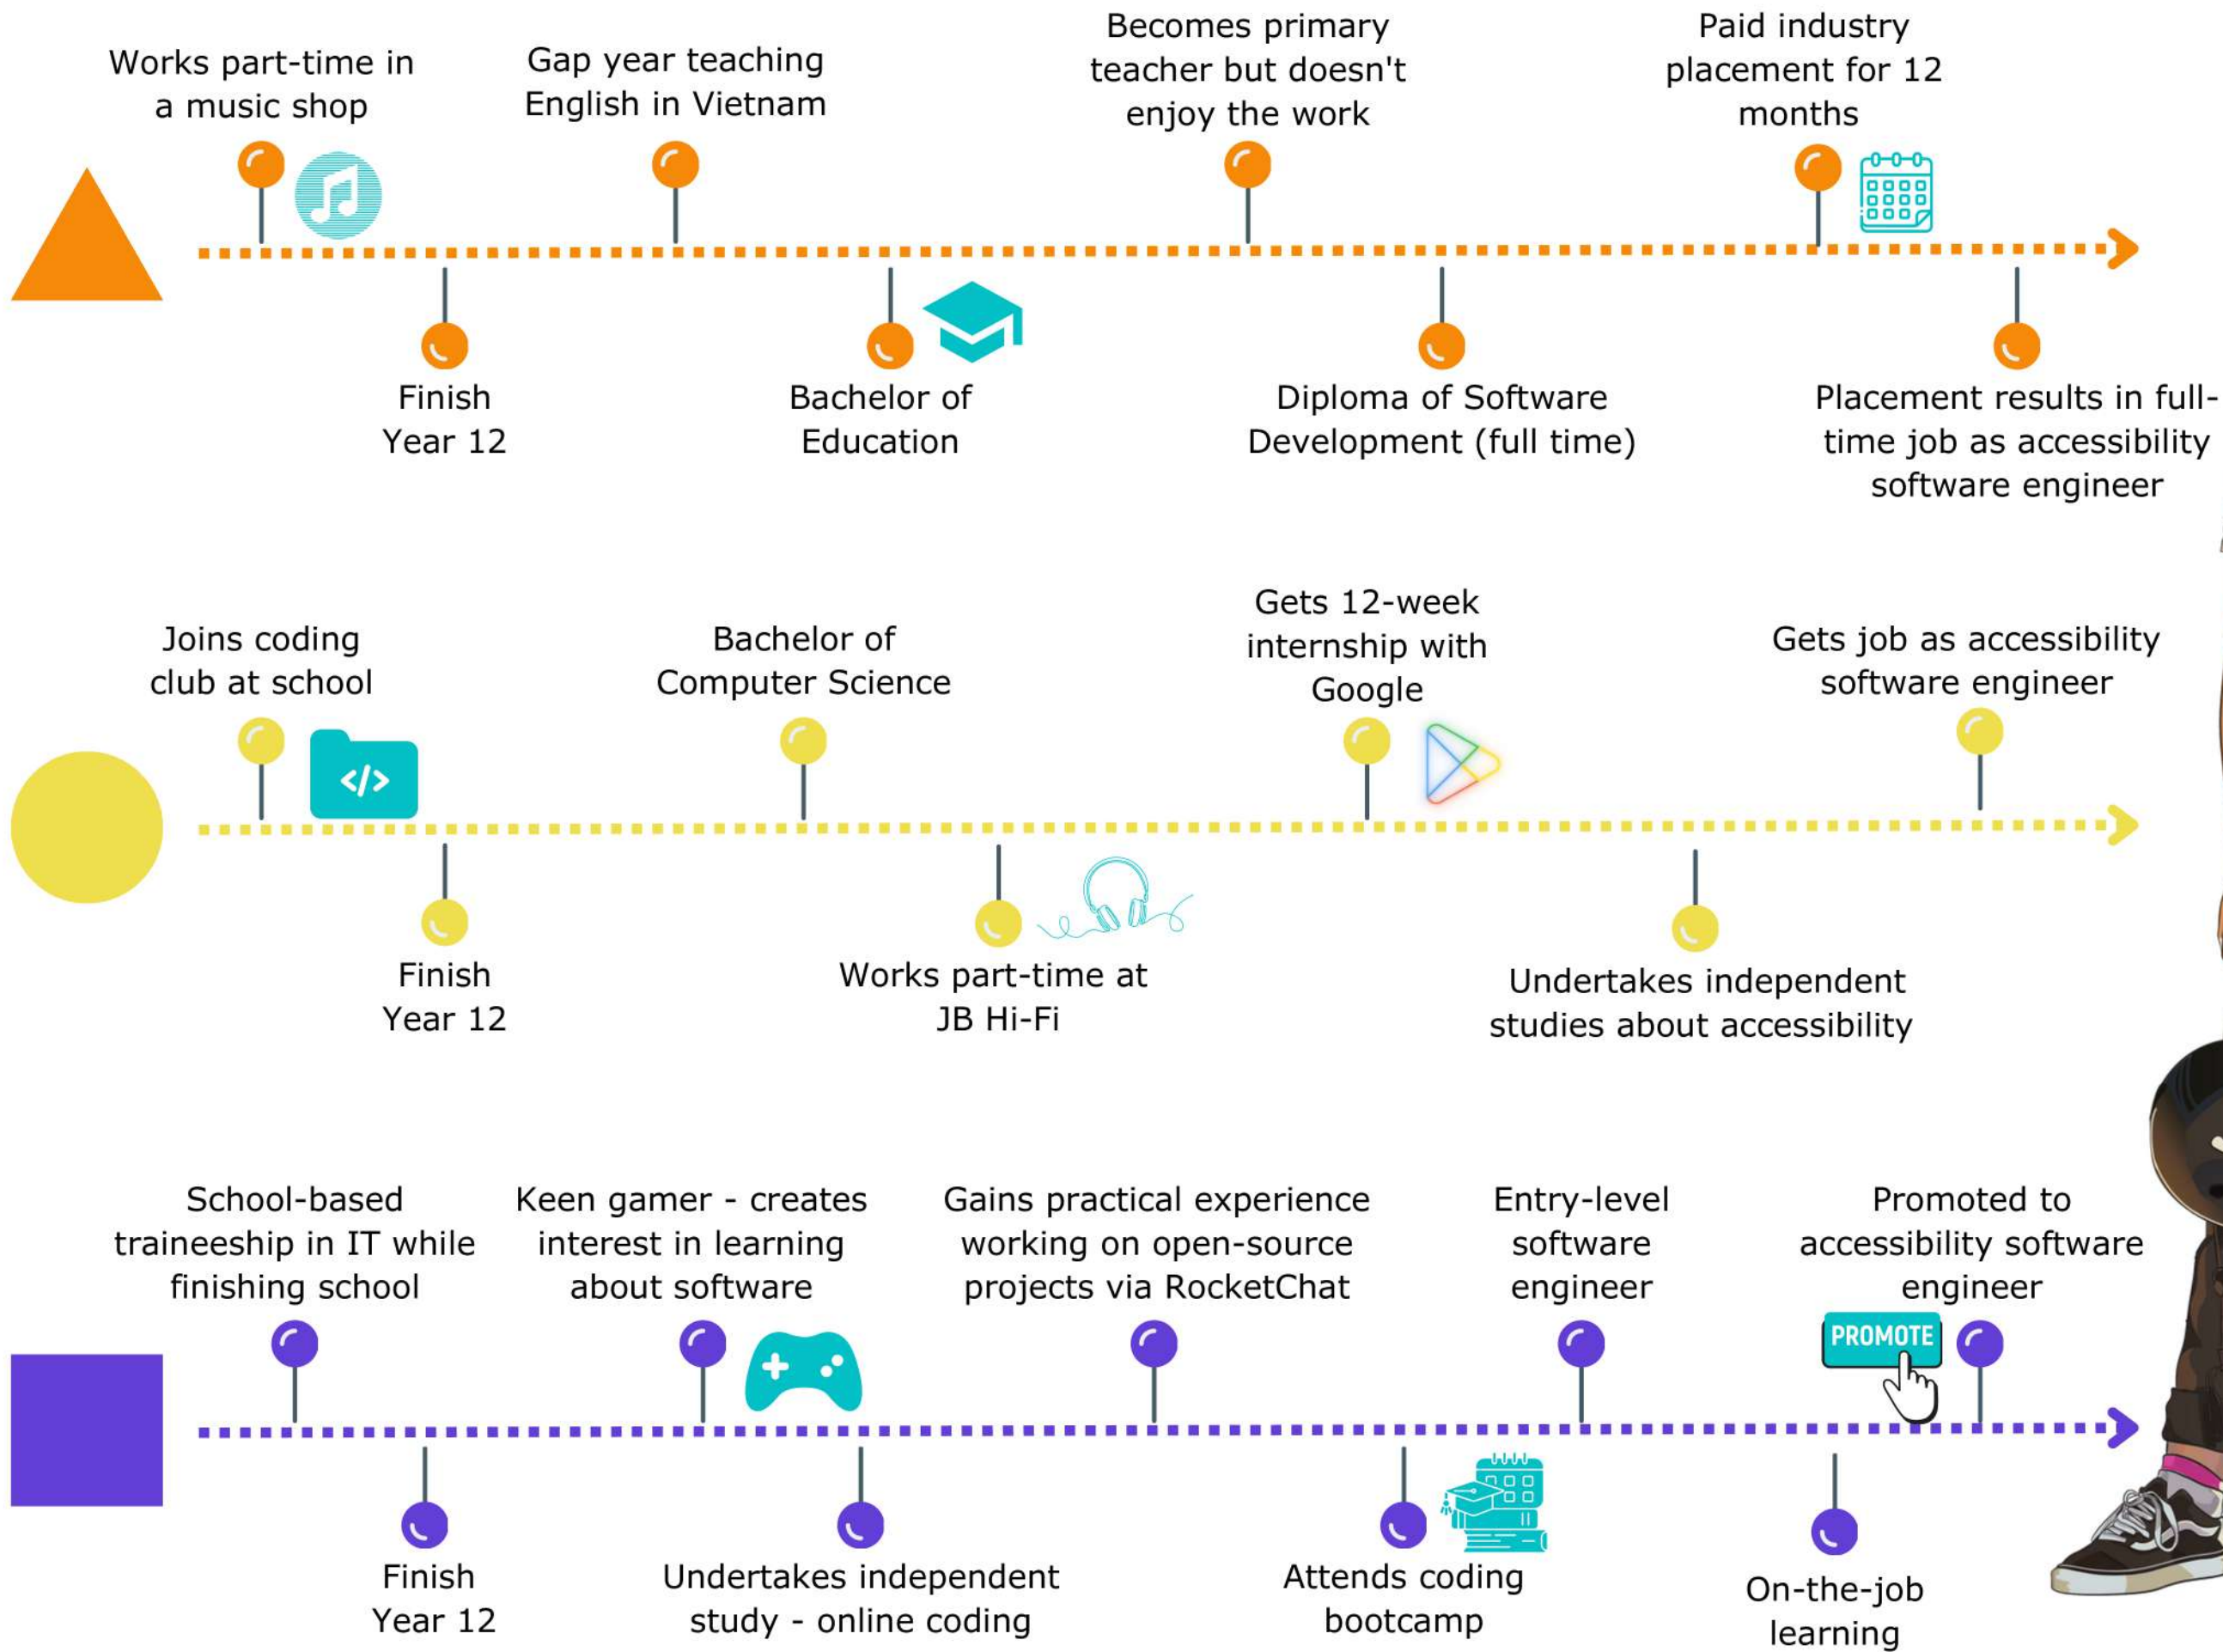 Works part-time in
a music shop
Finish
Year 12
Gap year teaching
English in Vietnam
Bachelor of
Education
Becomes primary
teacher but doesn't
enjoy the work
Diploma of Software
Development (full time)
Paid industry
placement for 12
months
Placement results in full-
time job as accessibility
software engineer
Joins coding
club at school
</>
Finish
Year 12
Bachelor of
Computer Science
Works part-time at
JB Hi-Fi
Gets 12-week
internship with
Google
Undertakes independent
studies about accessibility
Gets job as accessibility
software engineer
School-based
traineeship in IT while
finishing school
Finish
Year 12
Keen gamer - creates
interest in learning
about software
Undertakes independent
study - online coding
Gains practical experience
working on open-source
projects via RocketChat
Attends coding
bootcamp
Entry-level
software
engineer
On-the-job
learning
Promoted to
accessibility software
engineer
PROMOTE